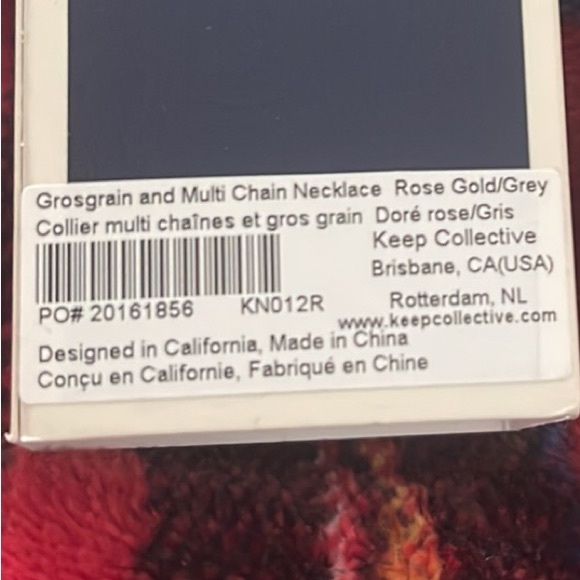 Grosgrain and Multi Chain Necklace Rose Gold/Grey
Collier multi chaînes et gros grain Doré rose/Gris
Keep Collective
Brisbane, CA(USA)
PO# 20161856 KN012R Rotterdam, NL
www.keepcollective.com
Designed in California, Made in China
Conçu en Californie, Fabriqué en Chine